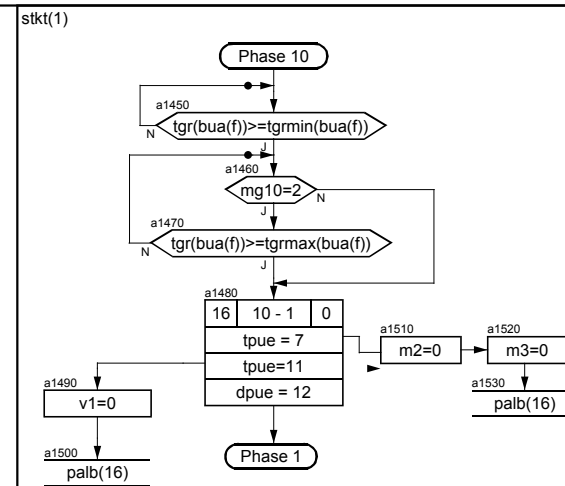 stkt(1)
Phase 10
a1450
tgr(bua(f))>=tgrmin(bua(f))
N
J
a1460
mg10=2
N
J
a1470
tgr(bua(f))>=tgrmax(bua(f))
N
J
a1480
16 10 - 1 0
tpue = 7
tpue=11
dpue = 12
a1510
m2=0
a1520
m3=0
a1530
palb(16)
a1490
v1=0
a1500
palb(16)
Phase 1